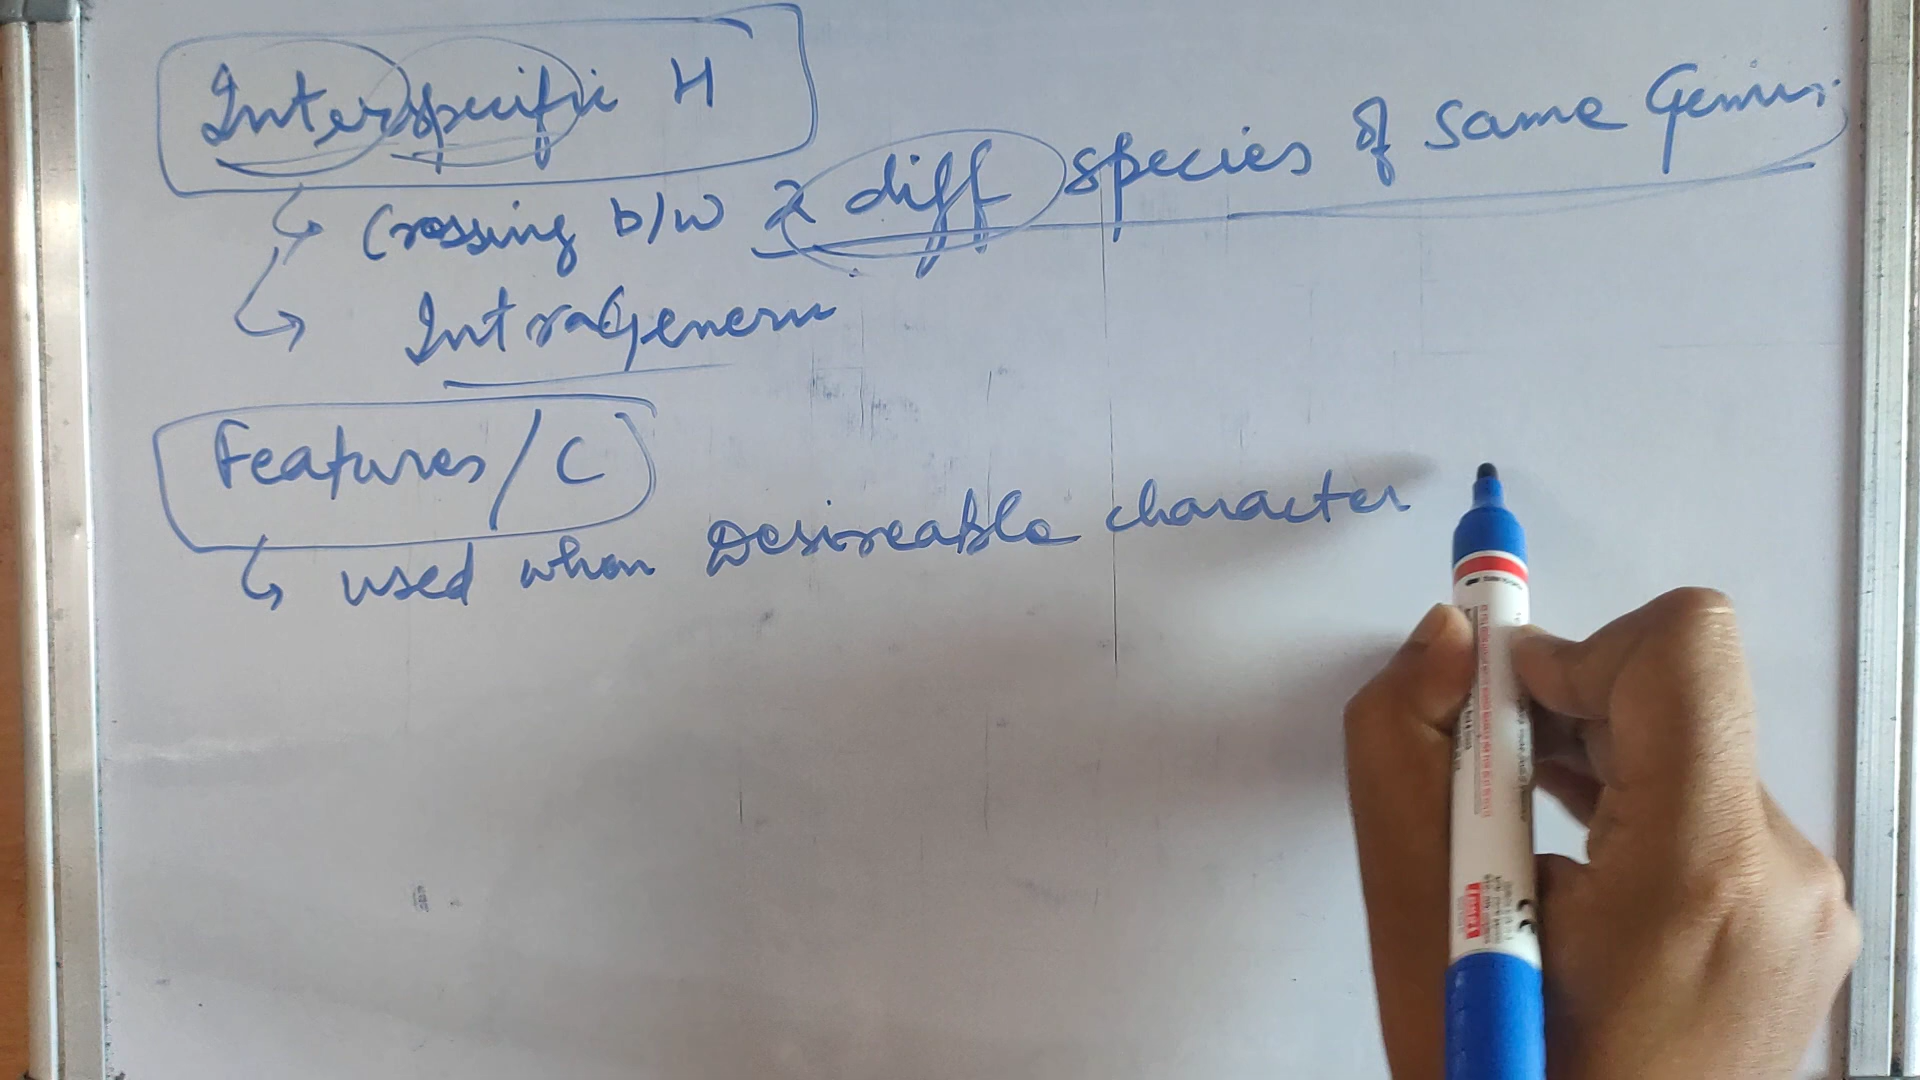 Interspecific H
Crossing b/w 2 diff species of same Genus.
IntraGeneric
Features/C
used when Desireable character